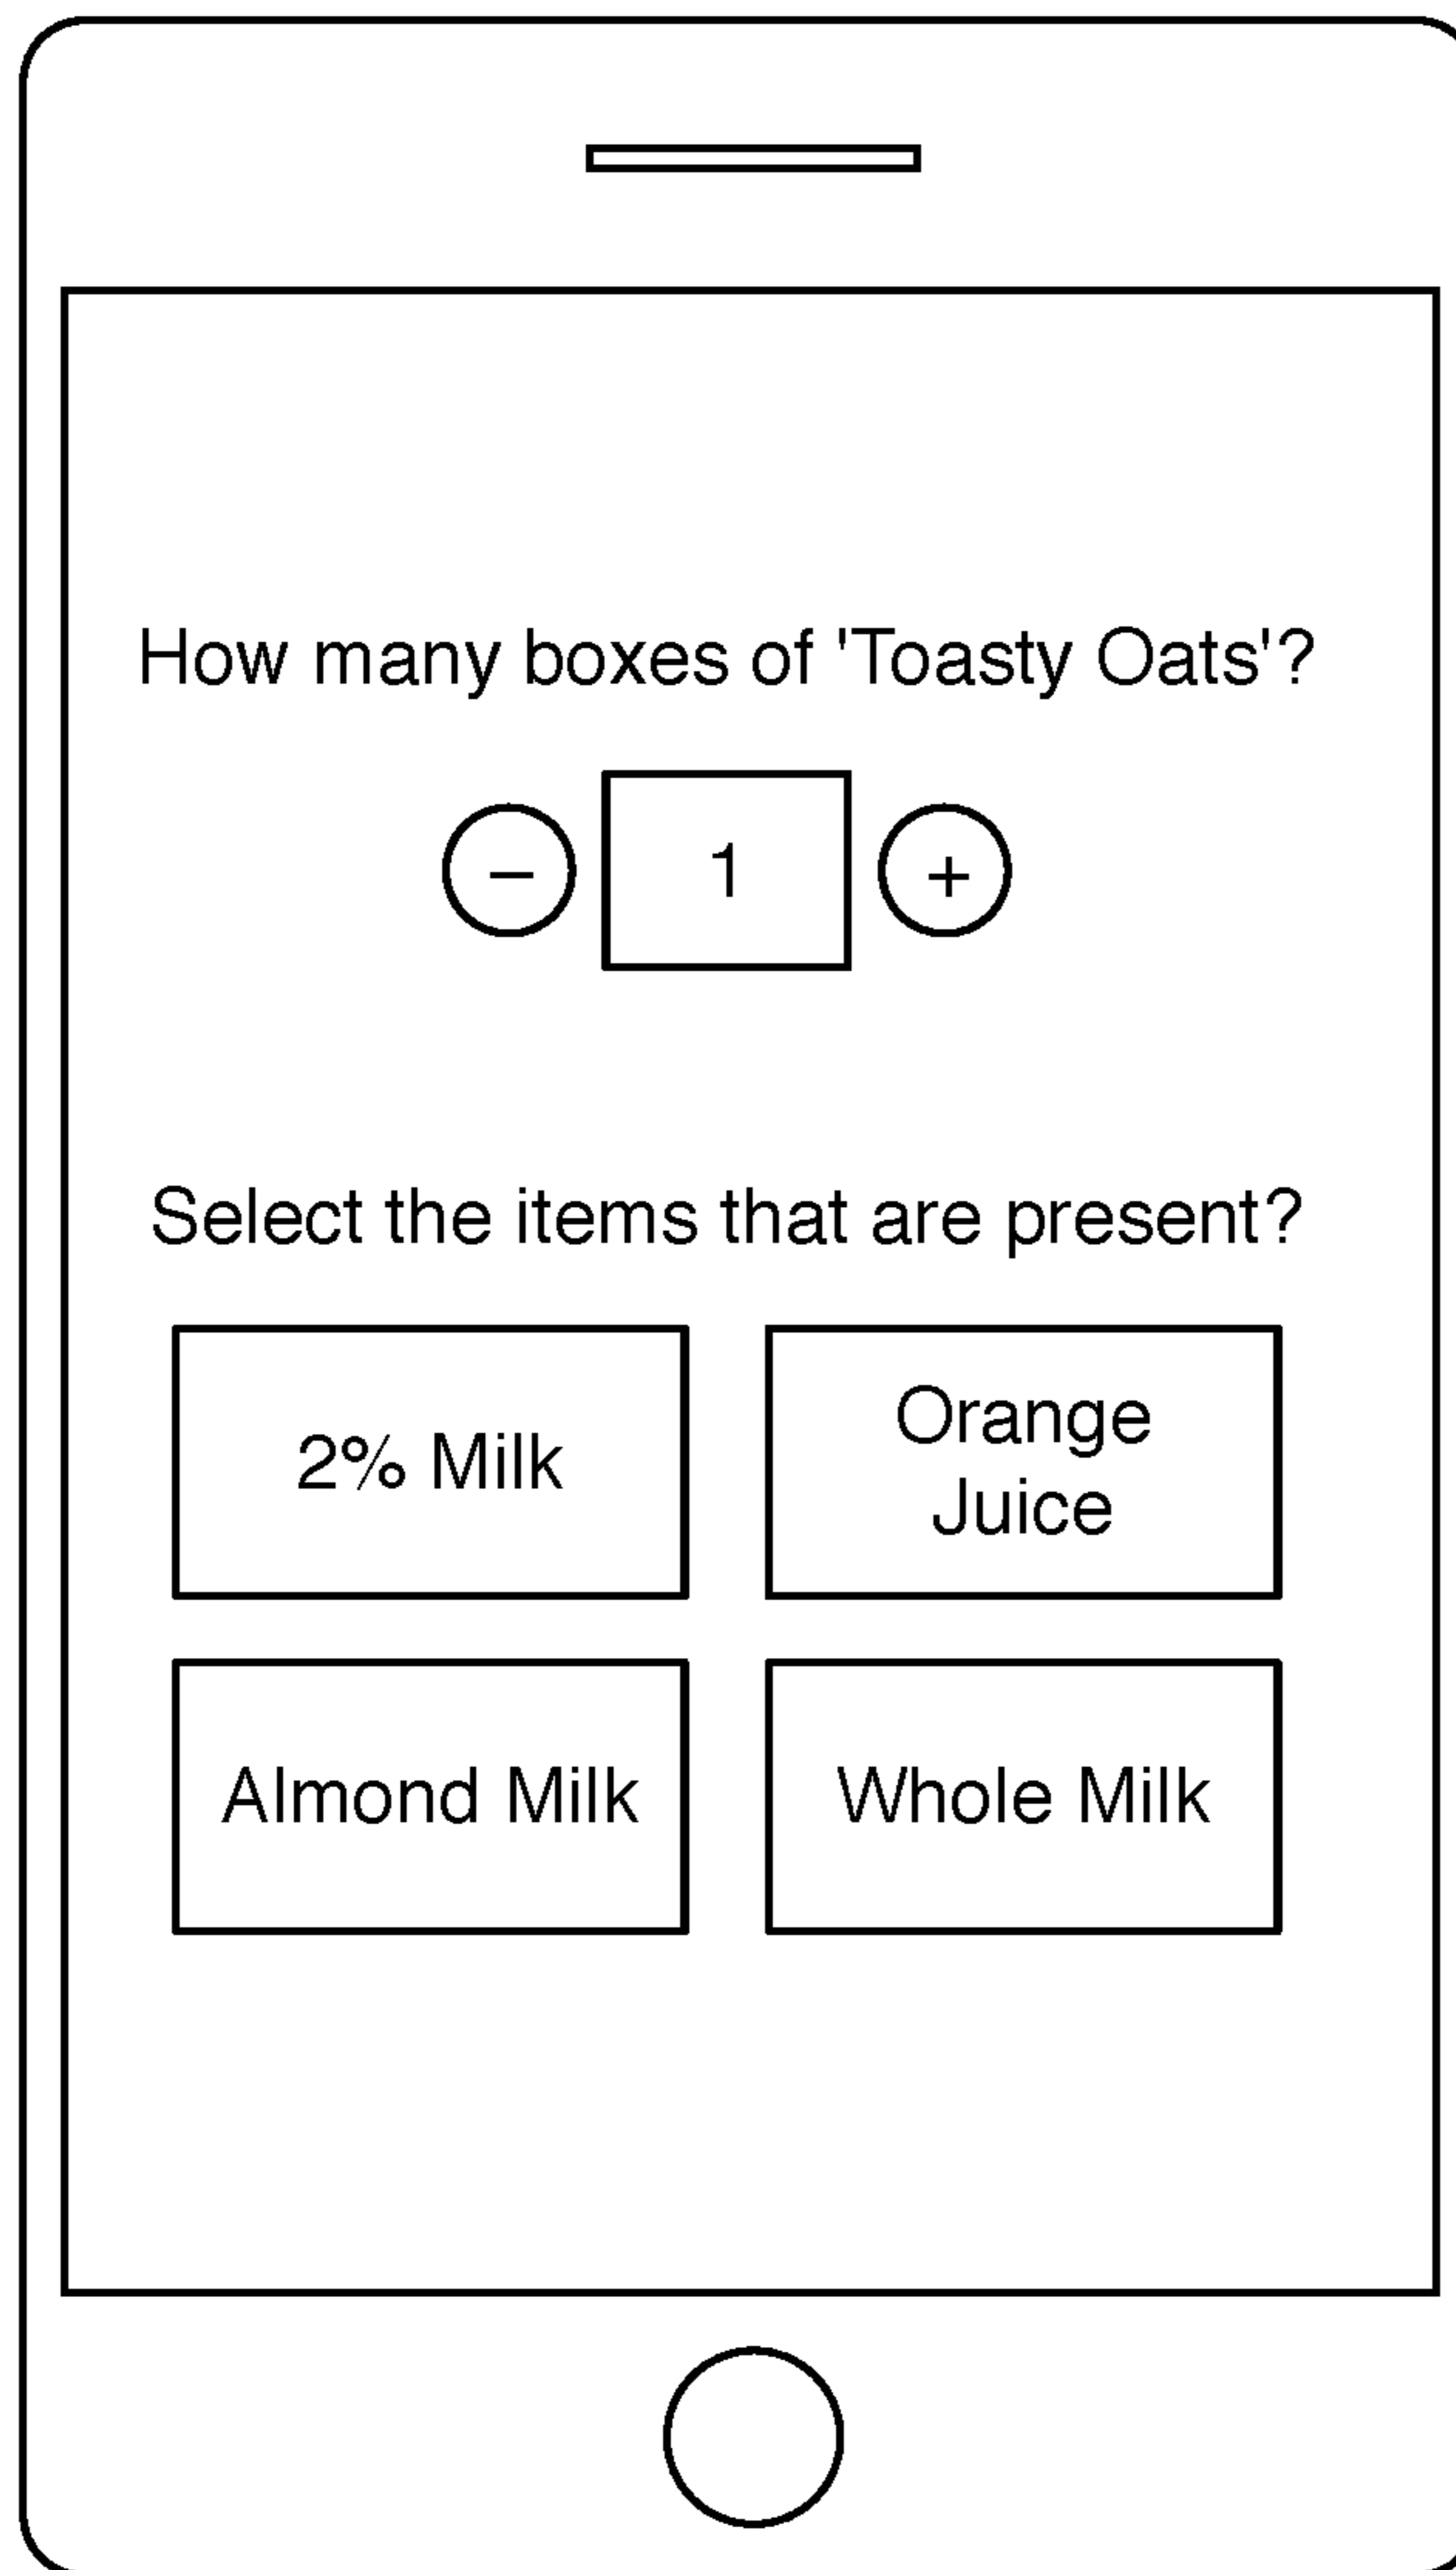 How many boxes of 'Toasty Oats'?
– 1 +
Select the items that are present?
2% Milk
Orange
Juice
Almond Milk
Whole Milk